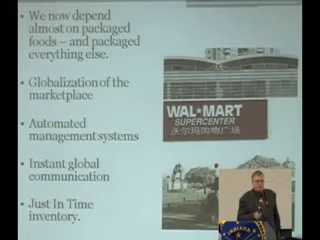 • We now depend
almost on packaged
foods – and packaged
everything else.
• Globalization of the
marketplace
• Automated
management systems
• Instant global
communication
• Just In Time
inventory.
WAL★MART
SUPERCENTER
沃尔玛购物广场
INDIANA